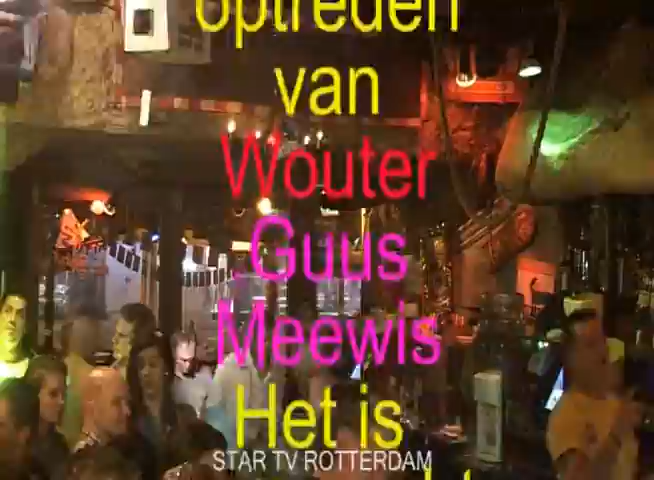 optreden
van
Wouter
Guus
Meewis
Het is
STAR TV ROTTERDAM